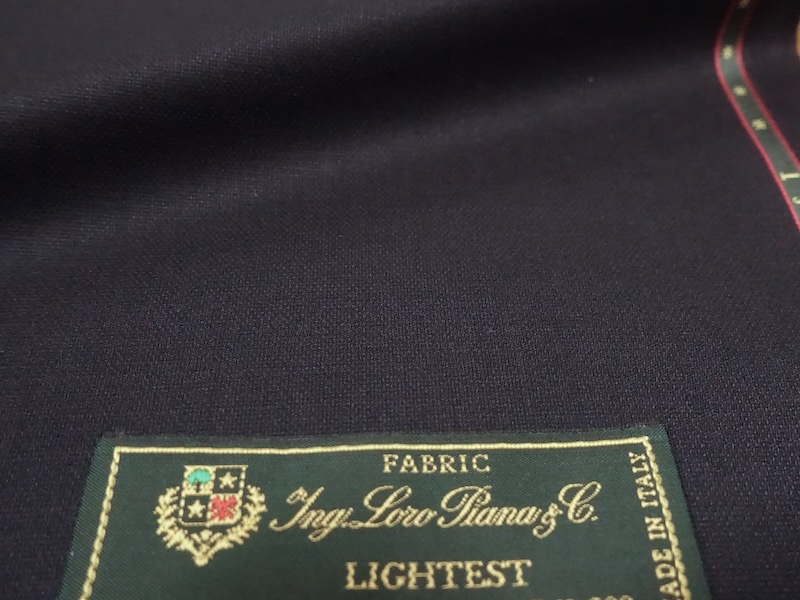 FABRIC
Ing. Loro Piana & C.
LIGHTEST
MADE IN ITALY